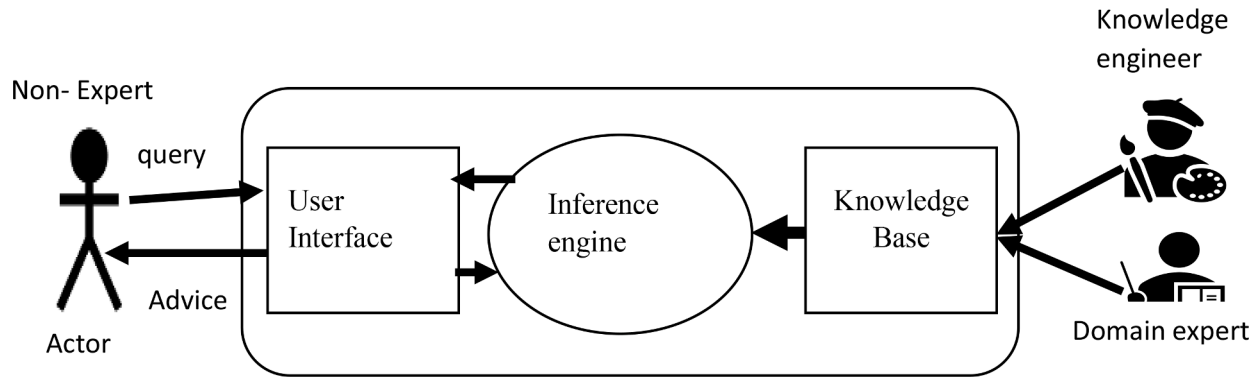 Knowledge
engineer
Non- Expert
query
User
Interface
Inference
engine
Knowledge
Base
Advice
Actor
Domain expert